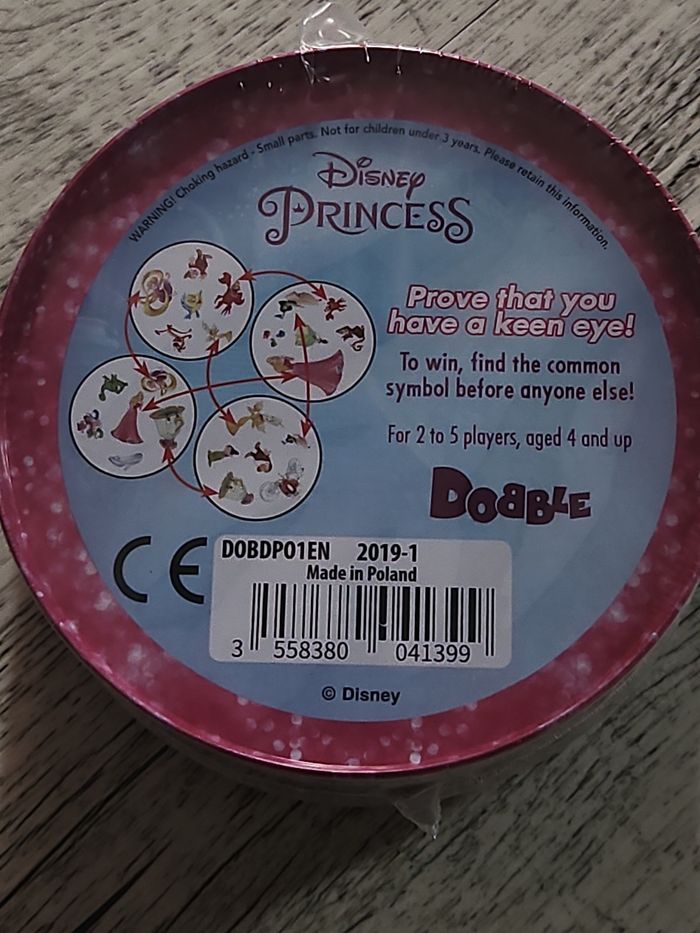 WARNING! Choking hazard - Small parts. Not for children under 3 years. Please retain this information.
Disney
PRINCESS
Prove that you
have a keen eye!
To win, find the common
symbol before anyone else!
For 2 to 5 players, aged 4 and up
DOBBLE
CE
DOBDP01EN 2019-1
Made in Poland
3 558380 041399
© Disney